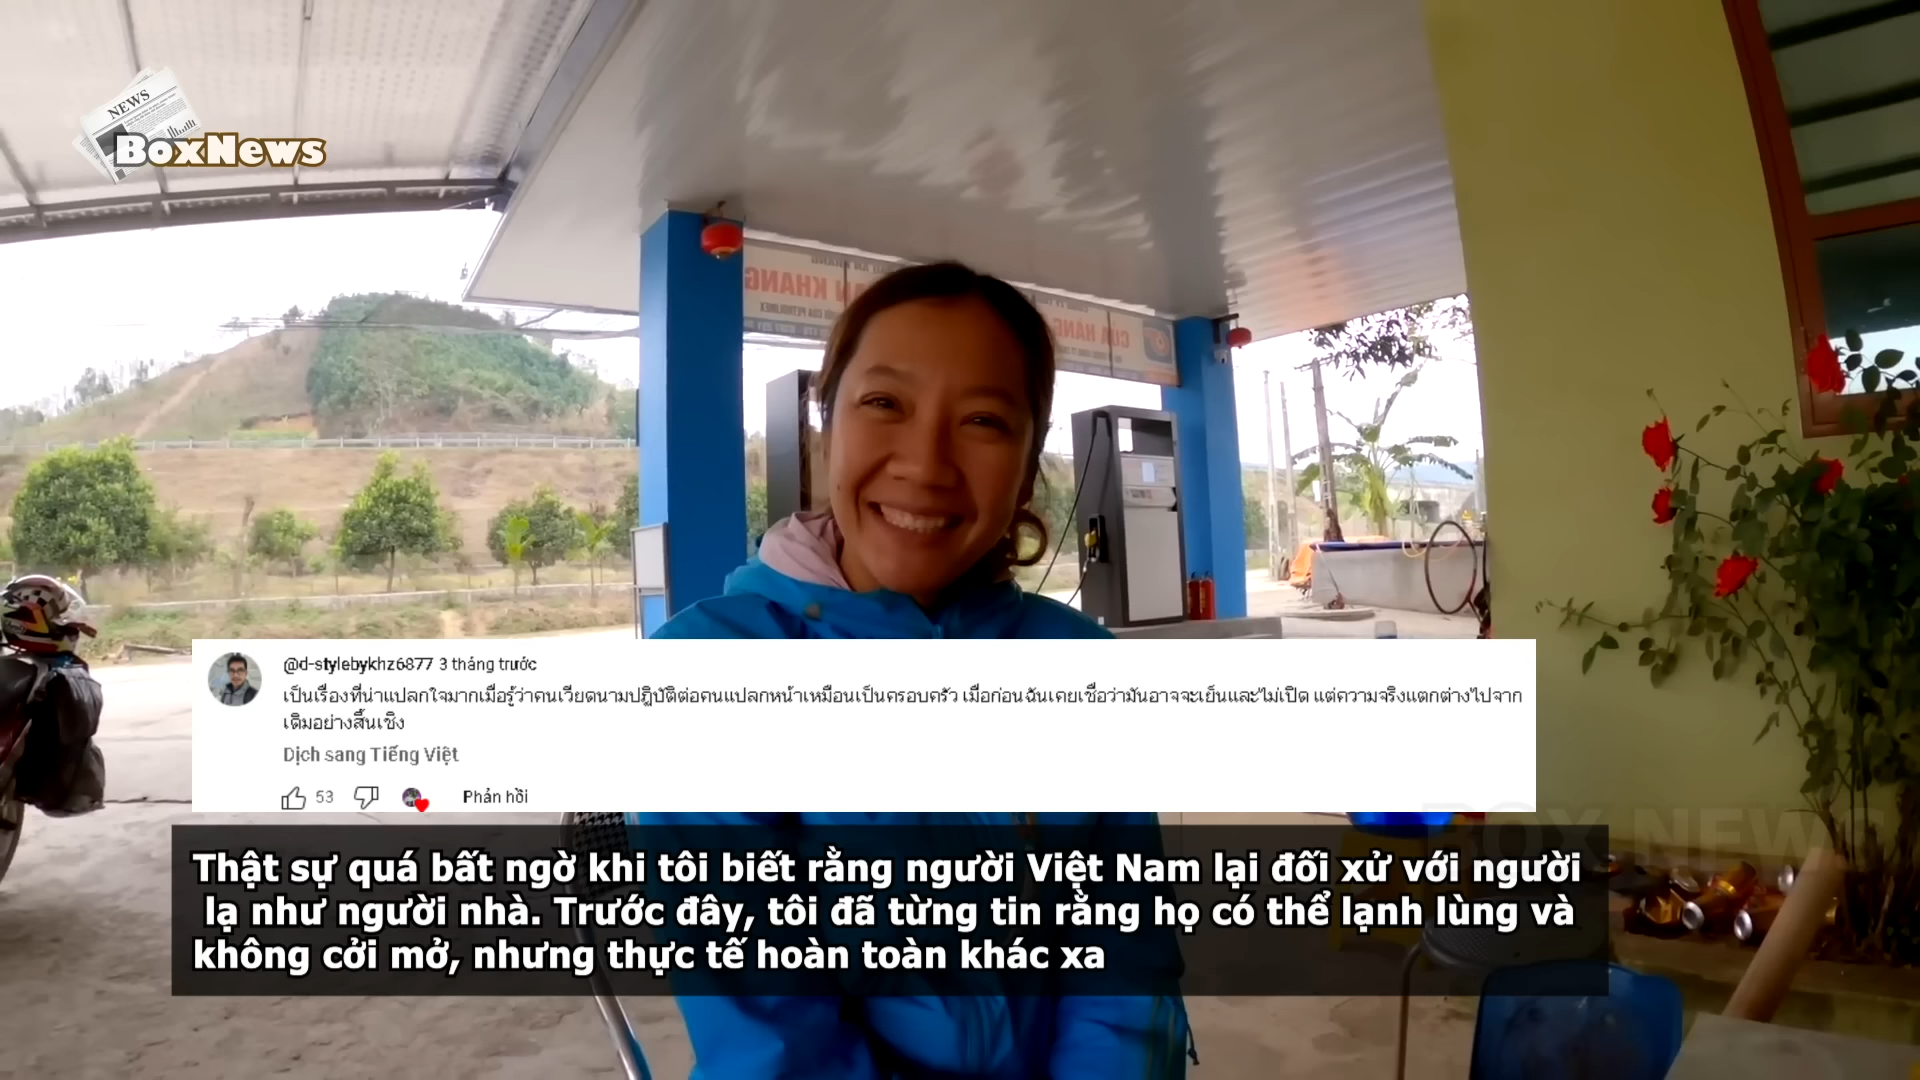 NEWS
BoxNews
AN KHANG
CỦA PETROLIMEX
CỬA HÀNG
@d-stylebykhz6877 3 tháng trước
เป็นเรื่องที่น่าแปลกใจมากเมื่อรู้ว่าคนเวียดนามปฏิบัติต่อคนแปลกหน้าเหมือนเป็นครอบครัว เมื่อก่อนฉันเคยเชื่อว่ามันอาจจะเย็นและไม่เปิด แต่ความจริงแตกต่างไปจาก
เดิมอย่างสิ้นเชิง
Dịch sang Tiếng Việt
53
Phản hồi
BOX NEWS
Thật sự quá bất ngờ khi tôi biết rằng người Việt Nam lại đối xử với người
lạ như người nhà. Trước đây, tôi đã từng tin rằng họ có thể lạnh lùng và
không cởi mở, nhưng thực tế hoàn toàn khác xa